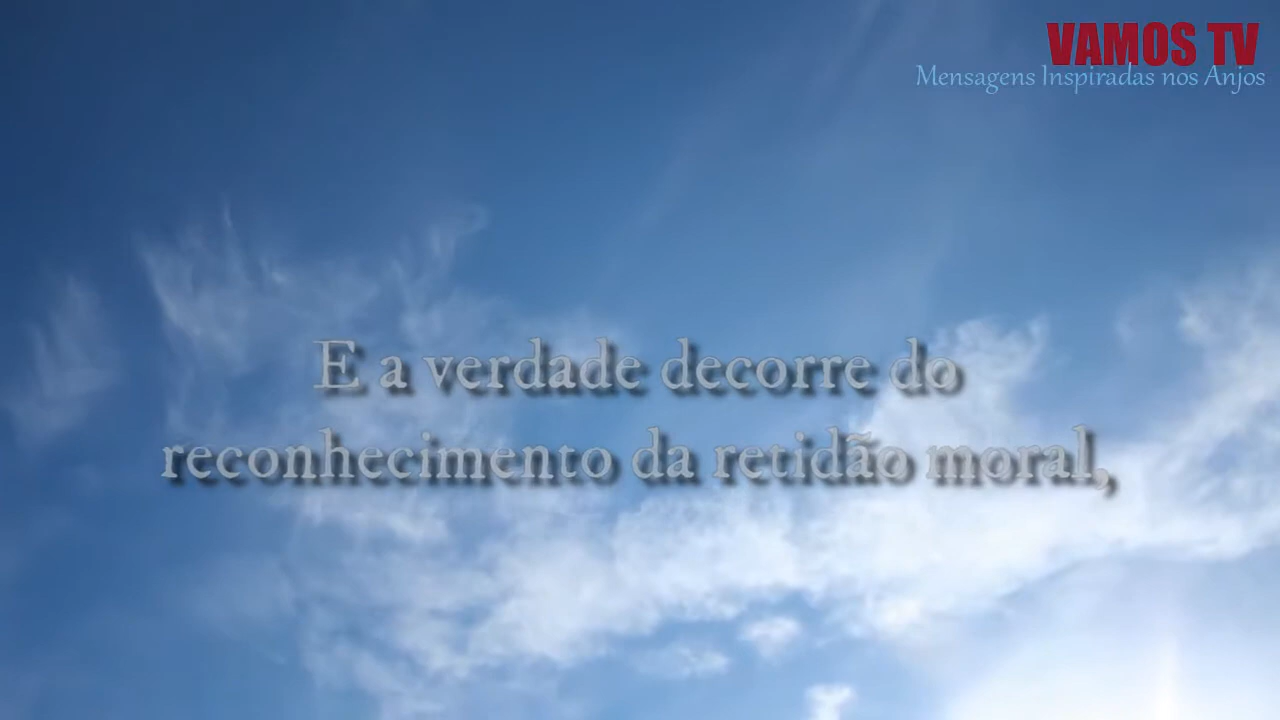 VAMOS TV
Mensagens Inspiradas nos Anjos
E a verdade decorre do
reconhecimento da retidão moral,